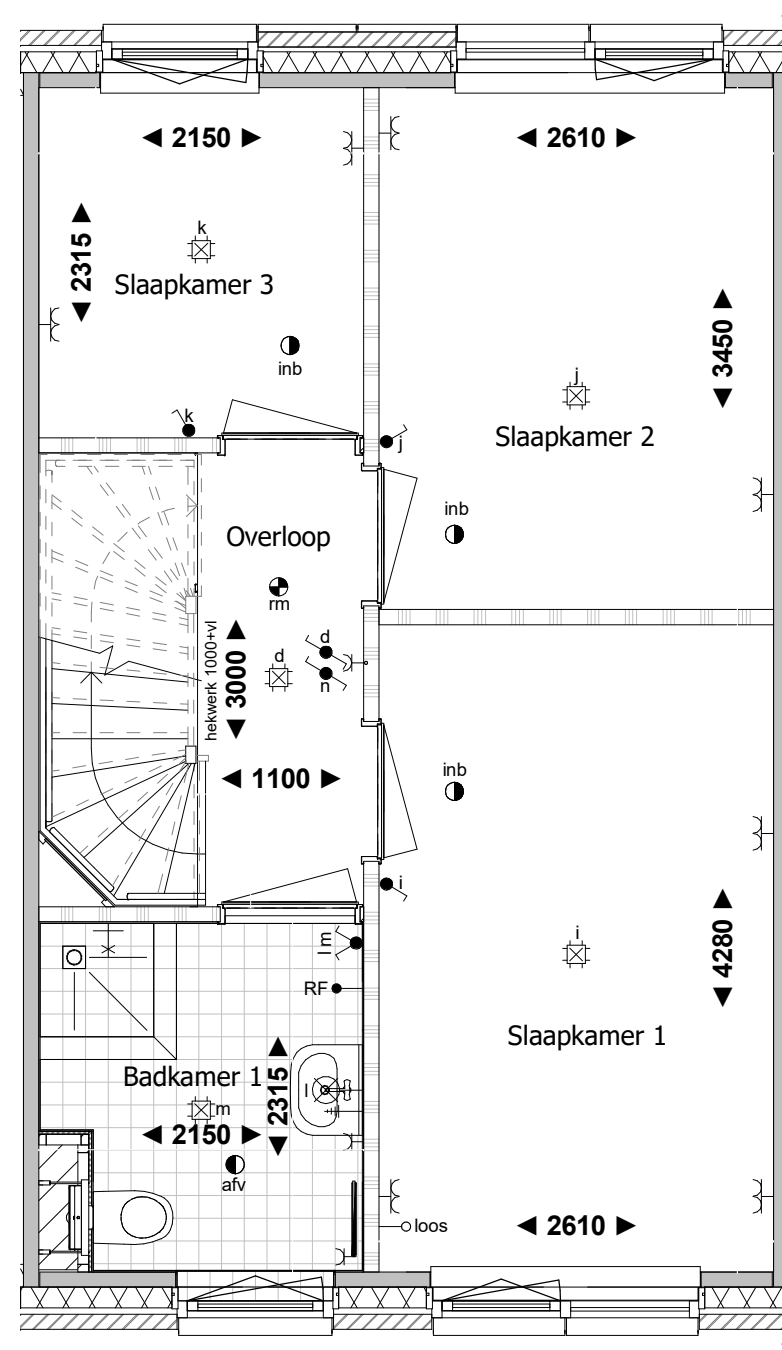 ◄ 2150 ►
◄ 2610 ►
◄ 2315 ►
k
Slaapkamer 3
inb
◄ 3450 ►
j
Slaapkamer 2
k
j
inb
Overloop
rm
hekwerk 1000+vl
◄ 3000 ►
d
d
n
◄ 1100 ►
inb
i
l m
RF
i
◄ 4280 ►
Slaapkamer 1
Badkamer 1
◄ 2315 ►
l
m
◄ 2150 ►
afv
loos
◄ 2610 ►